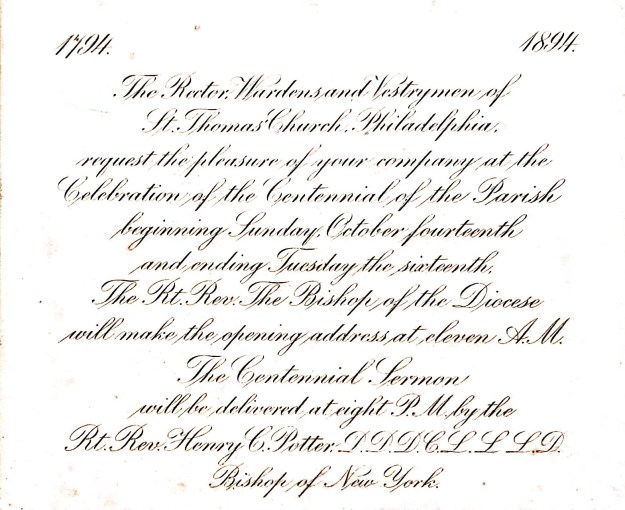 1794. 1894.
The Rector, Wardens, and Vestrymen of
St. Thomas' Church, Philadelphia,
request the pleasure of your company at the
Celebration of the Centennial of the Parish
beginning Sunday, October fourteenth
and ending Tuesday the sixteenth.
The Rt. Rev. The Bishop of the Diocese
will make the opening address at eleven A.M.
The Centennial Sermon
will be delivered at eight P.M. by the
Rt. Rev. Henry C. Potter. D.D. D.C.L. L.L.D.
Bishop of New York.